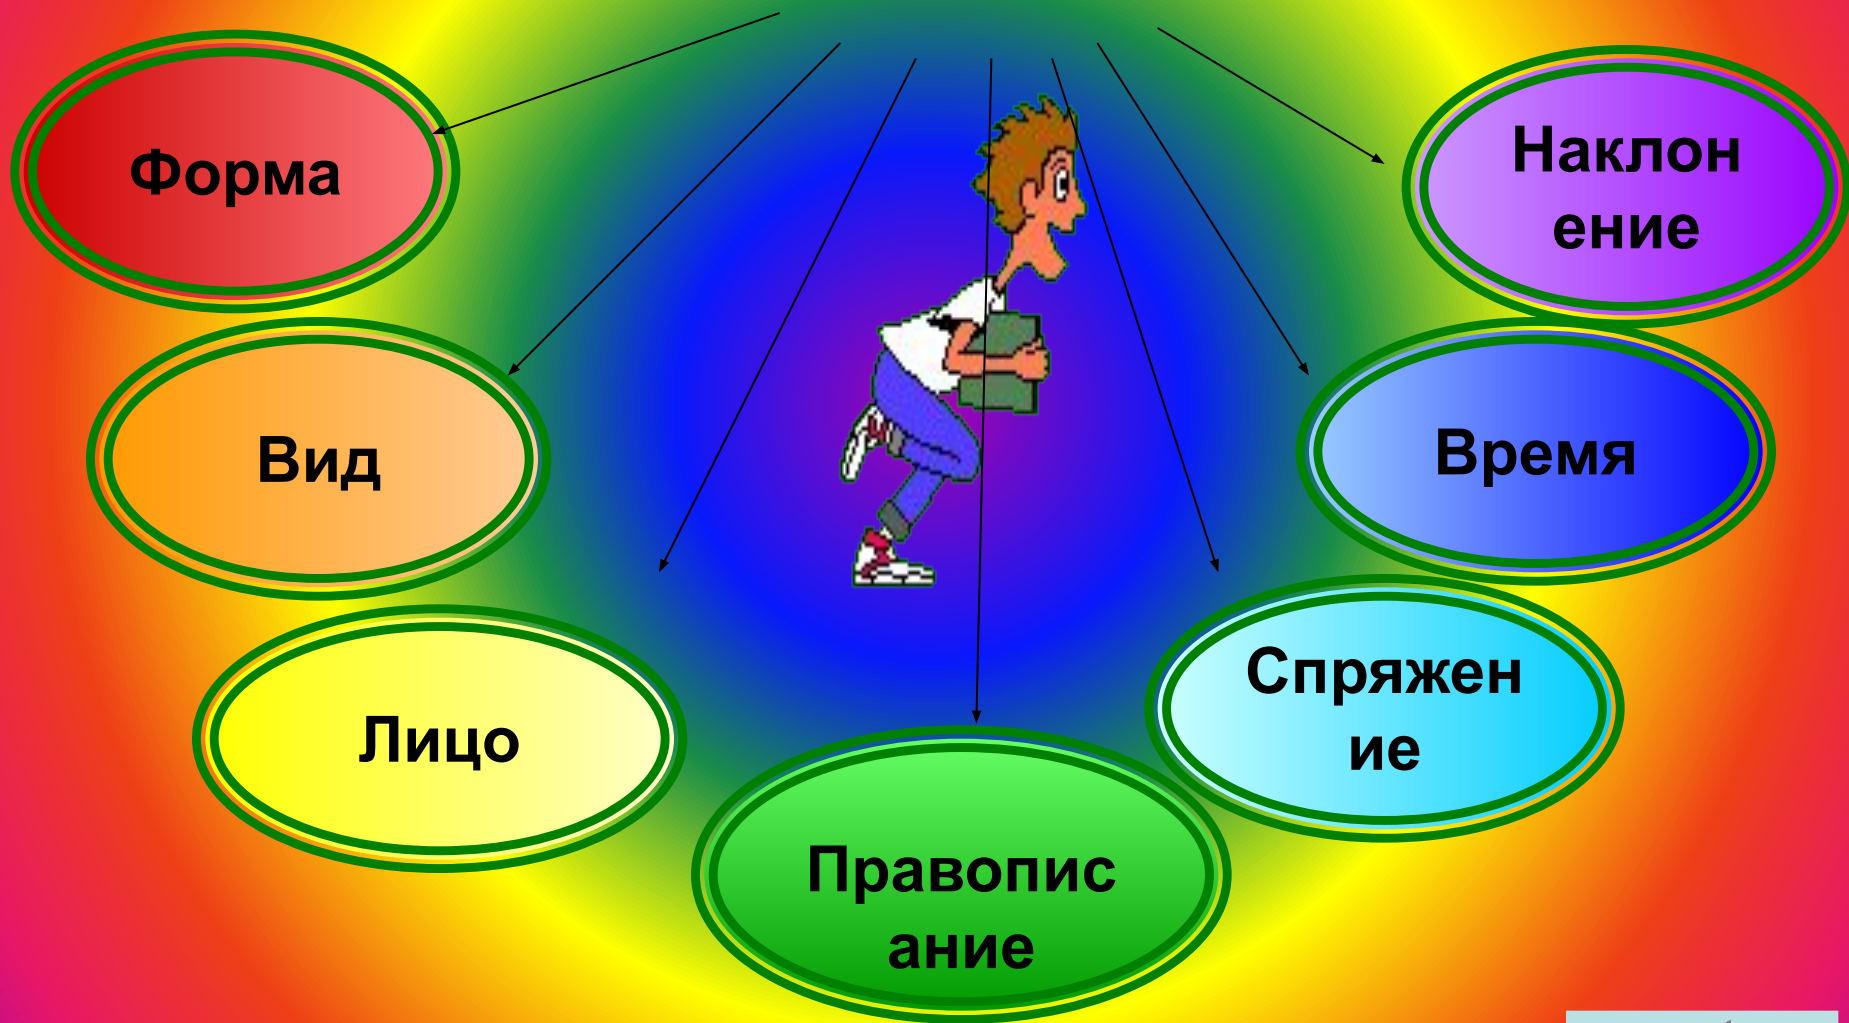 Форма
Вид
Лицо
Правопис
ание
Спряжен
ие
Время
Наклон
ение